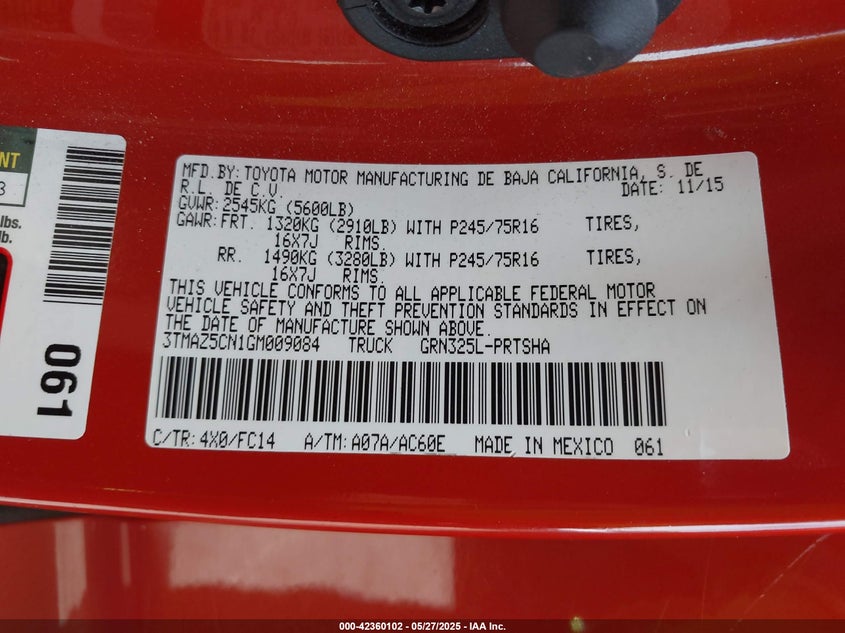 NT
3
lbs.
lb.
061
MFD.BY: TOYOTA MOTOR MANUFACTURING DE BAJA CALIFORNIA, S. DE
R.L. DE C.V. DATE: 11/15
GVWR: 2545KG (5600LB)
GAWR: FRT. 1320KG (2910LB) WITH P245/75R16 TIRES,
16X7J RIMS.
RR. 1490KG (3280LB) WITH P245/75R16 TIRES,
16X7J RIMS.
THIS VEHICLE CONFORMS TO ALL APPLICABLE FEDERAL MOTOR
VEHICLE SAFETY AND THEFT PREVENTION STANDARDS IN EFFECT ON
THE DATE OF MANUFACTURE SHOWN ABOVE.
3TMAZ5CN1GM009084 TRUCK GRN325L-PRTSHA
C/TR: 4X0/FC14 A/TM: A07A/AC60E MADE IN MEXICO 061
000-42360102 - 05/27/2025 - IAA Inc.